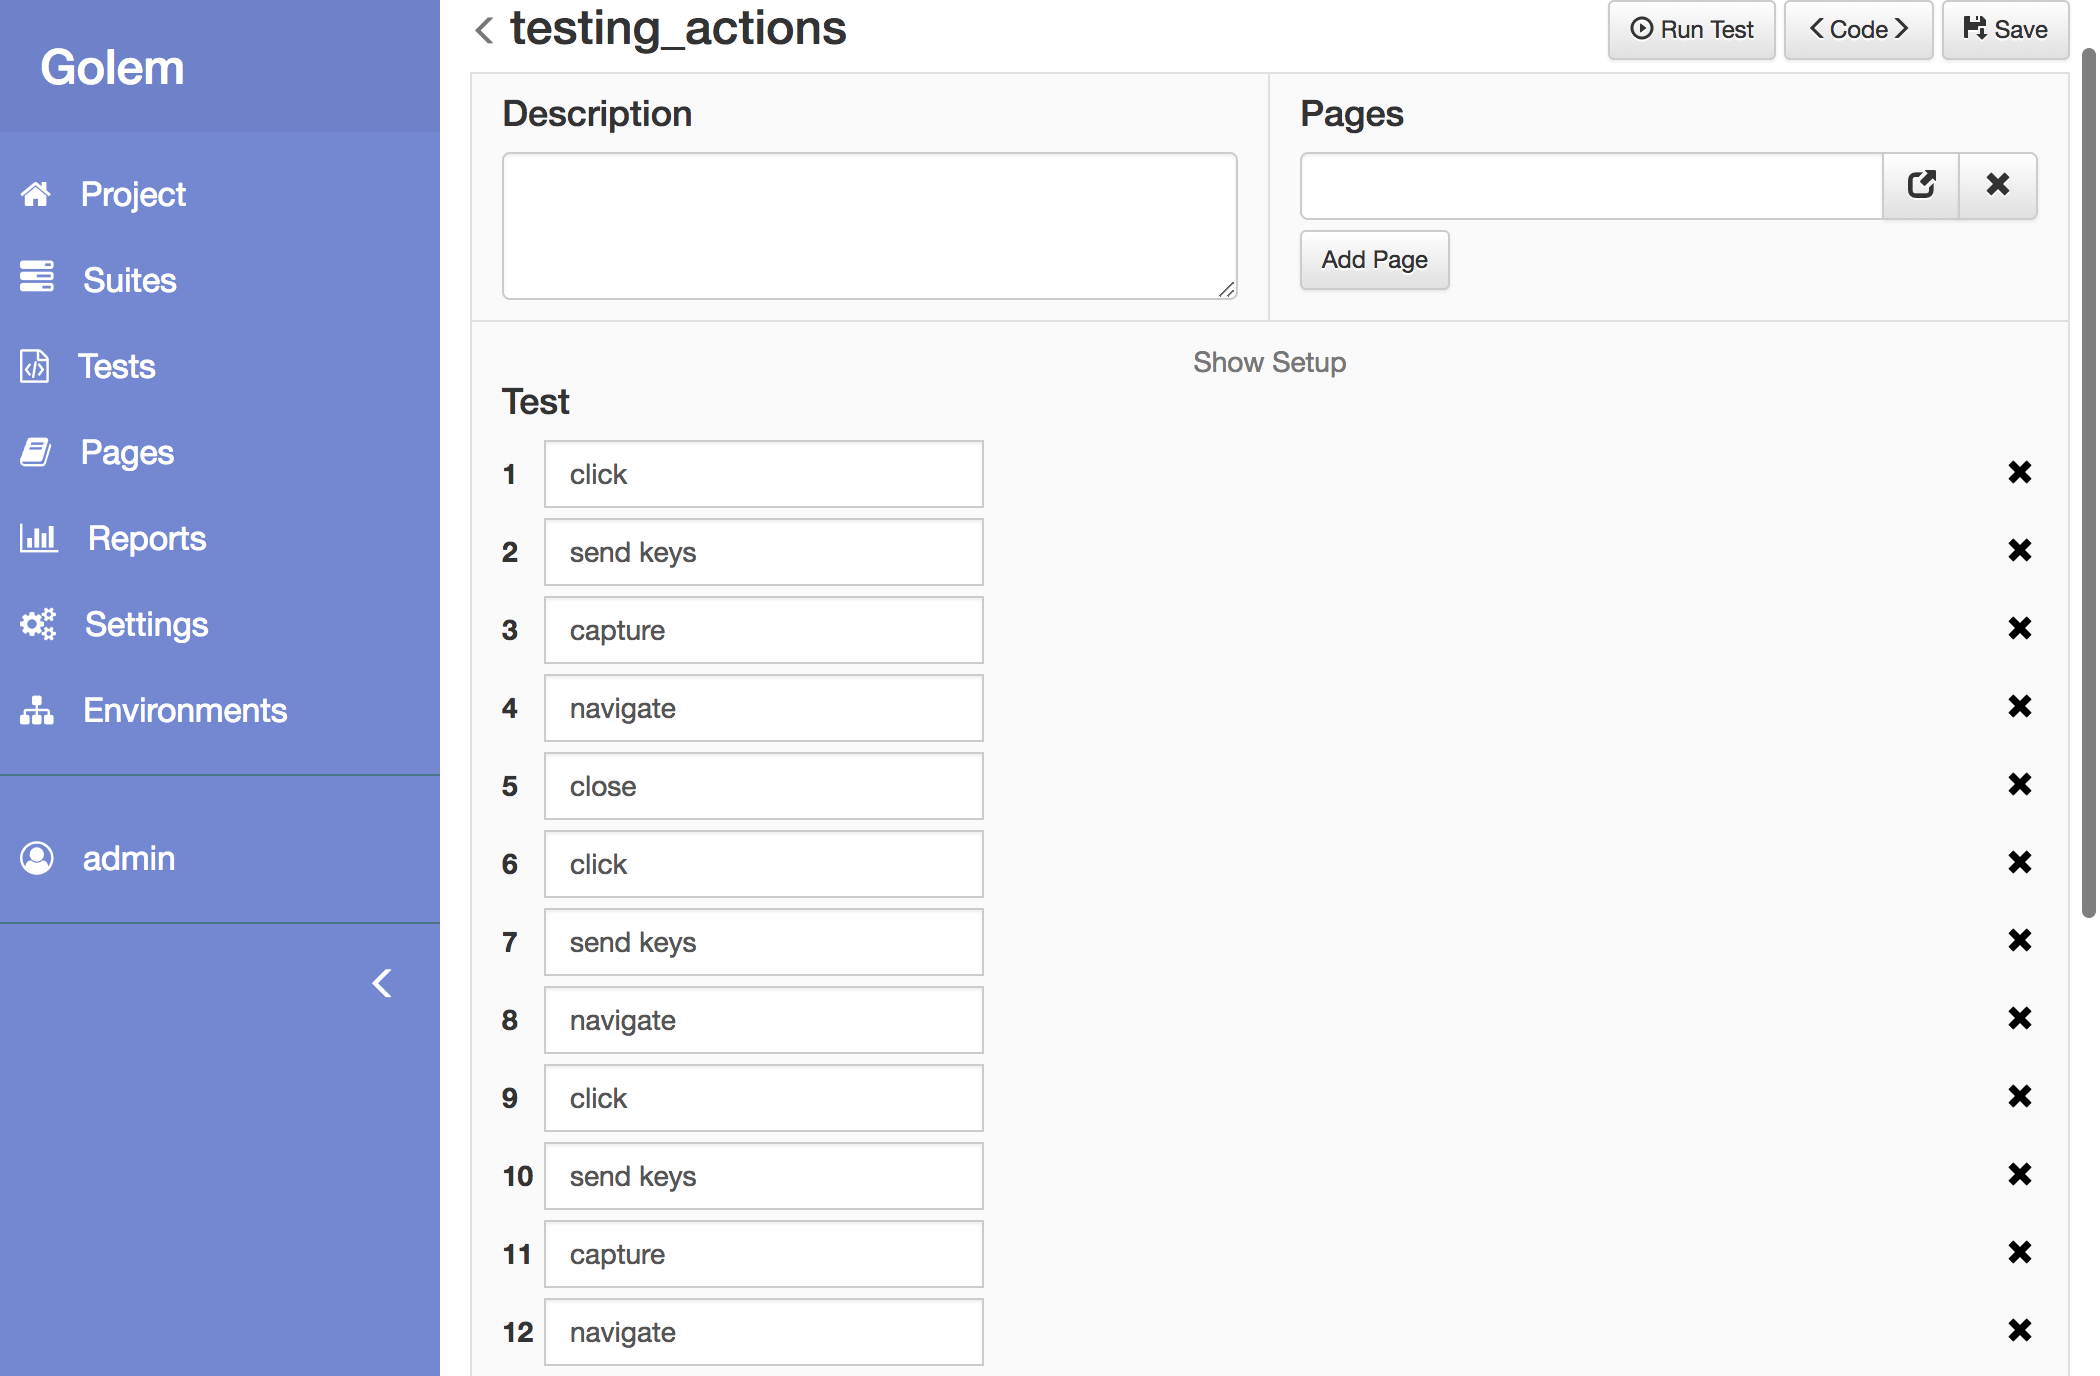 Golem
Project
Suites
Tests
Pages
Reports
Settings
Environments
admin
testing_actions
Run Test
Code
Save
Description
Pages
Add Page
Show Setup
Test
1 click
2 send keys
3 capture
4 navigate
5 close
6 click
7 send keys
8 navigate
9 click
10 send keys
11 capture
12 navigate